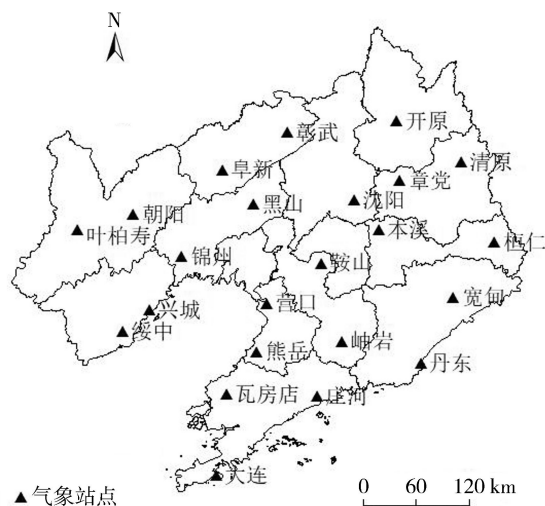 N
开原
彰武
清原
阜新
章党
沈阳
黑山
朝阳
叶柏寿
本溪
桓仁
锦州
鞍山
宽甸
营口
兴城
绥中
岫岩
熊岳
丹东
瓦房店
庄河
大连
气象站点
0 60 120 km